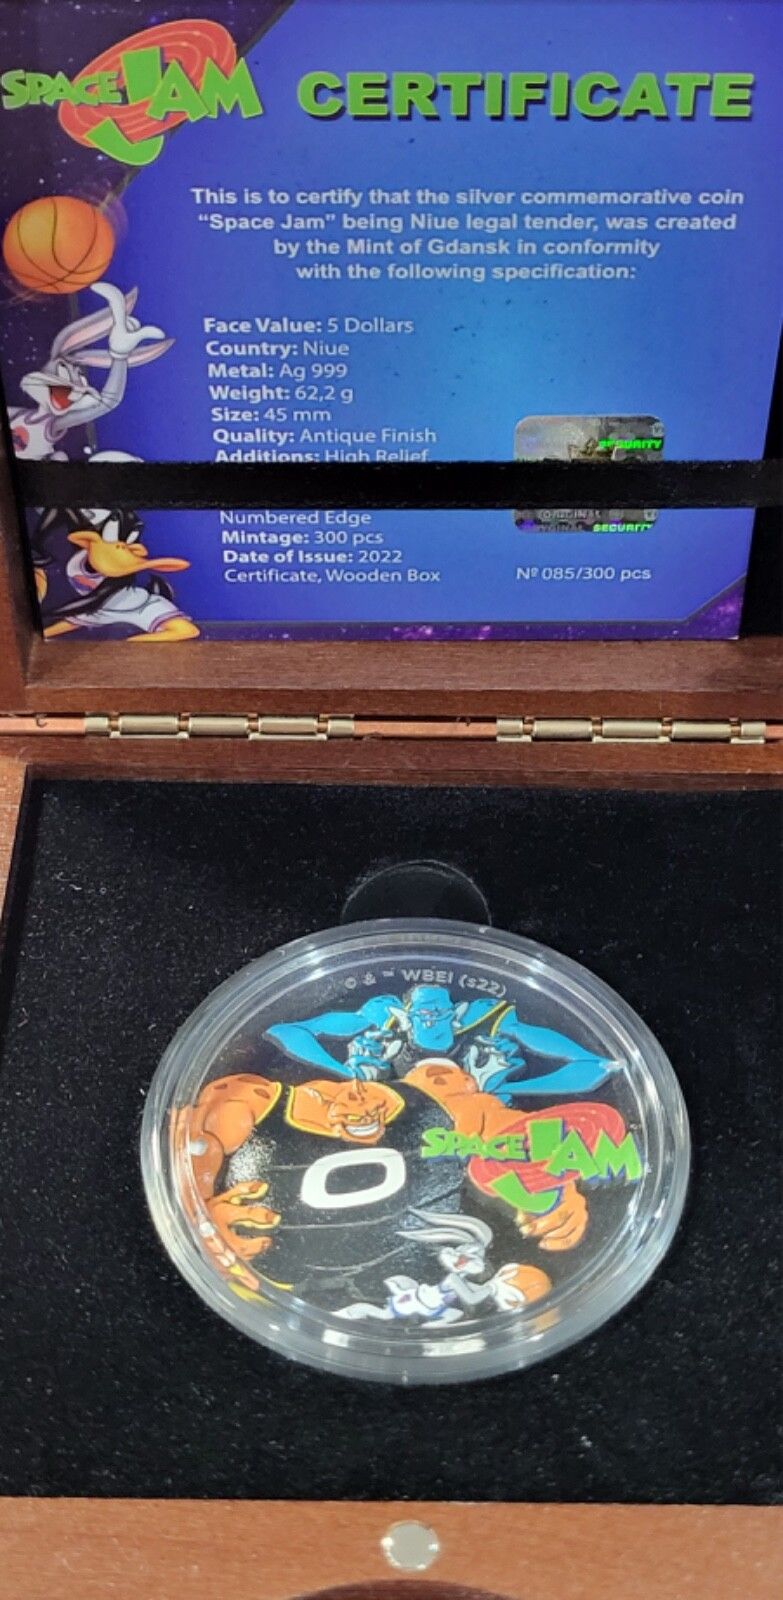 SPACE JAM
CERTIFICATE
This is to certify that the silver commemorative coin
“Space Jam” being Niue legal tender, was created
by the Mint of Gdansk in conformity
with the following specification:
Face Value: 5 Dollars
Country: Niue
Metal: Ag 999
Weight: 62,2 g
Size: 45 mm
Quality: Antique Finish
Additions: High Relief
SECURITY
ORIGINAL
SECURITY
Numbered Edge
Mintage: 300 pcs
Date of Issue: 2022
Certificate, Wooden Box
Nº 085/300 pcs
© & ™ WBEI (s22)
SPACE JAM
0